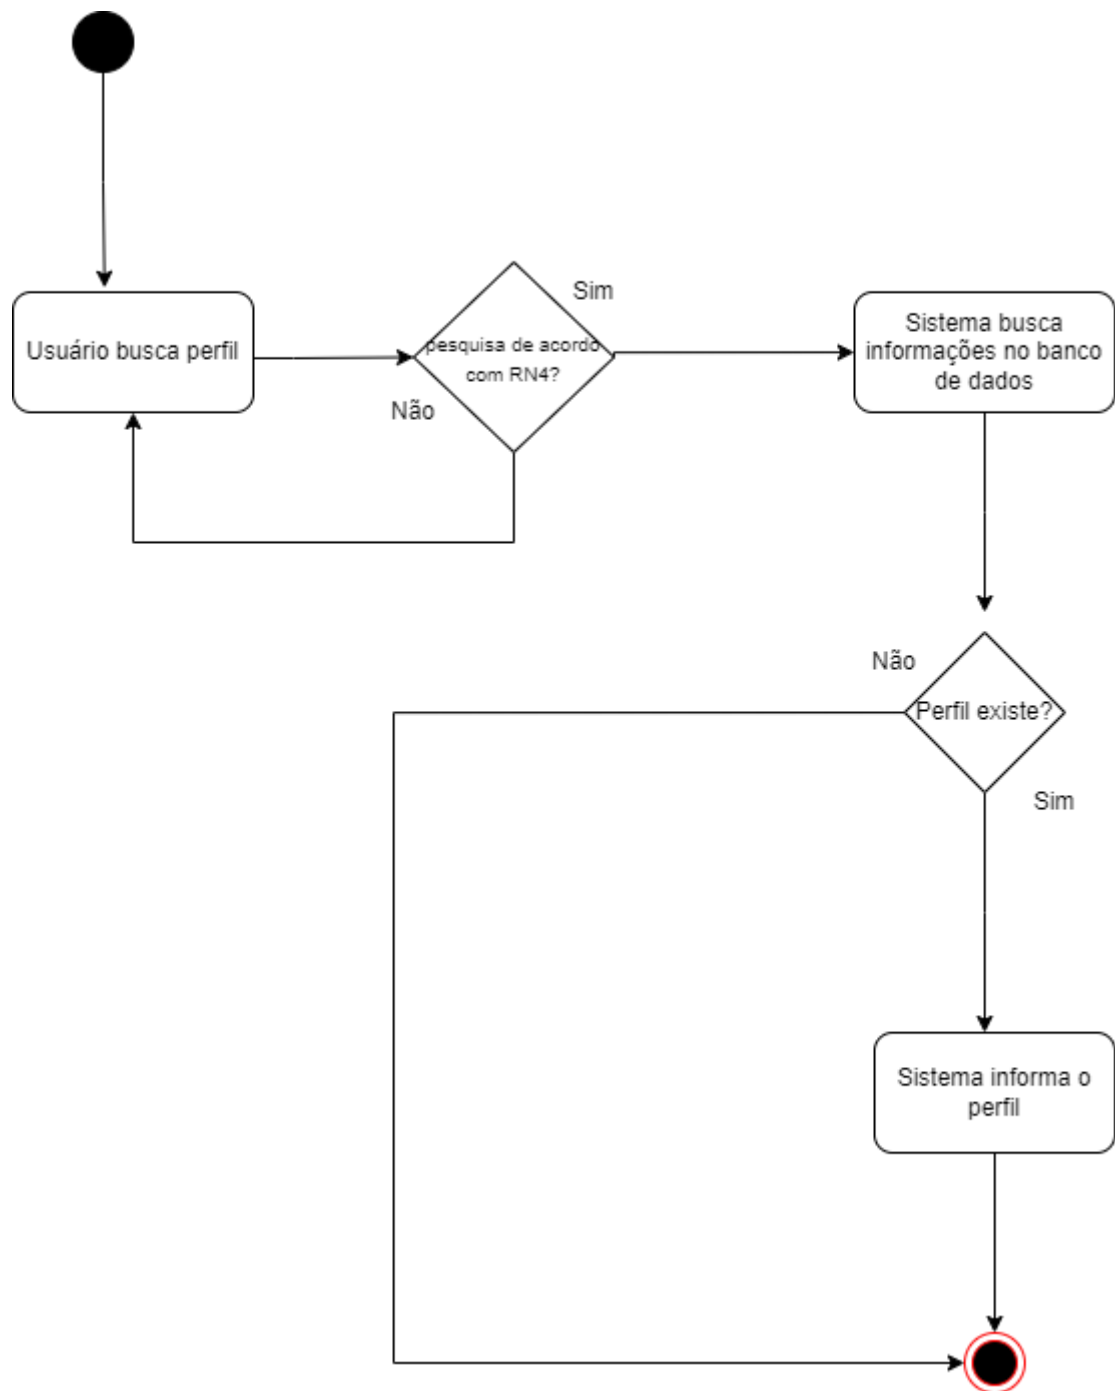 Sim
Usuário busca perfil
pesquisa de acordo
com RN4?
Não
Sistema busca
informações no banco
de dados
Não
Perfil existe?
Sim
Sistema informa o
perfil